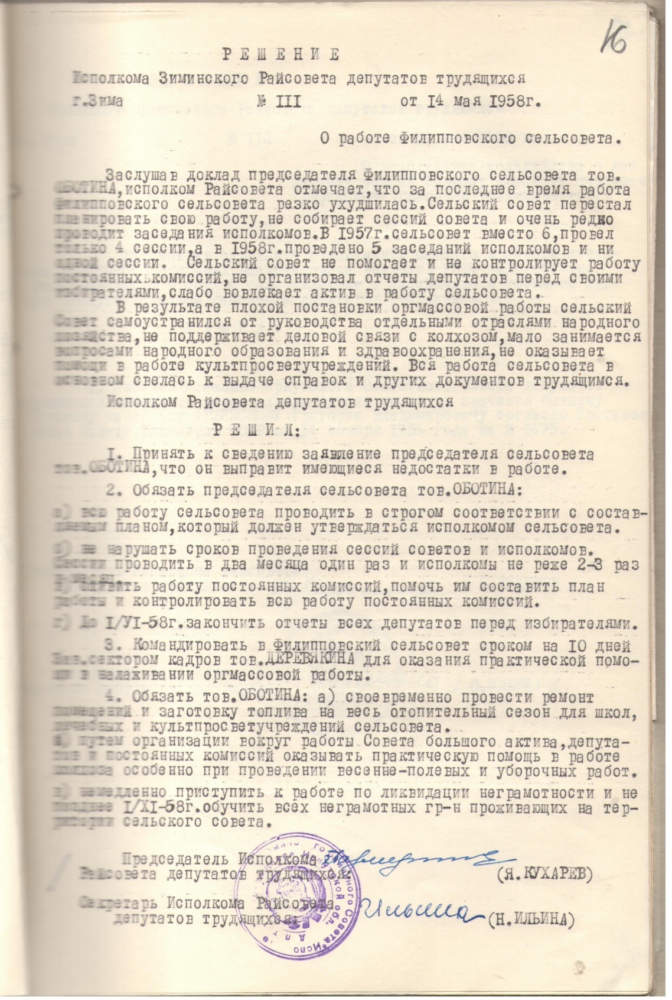 16
Р Е Ш Е Н И Е
Исполкома Зиминского Райсовета депутатов трудящихся
г.Зима № III от I4 мая I958г.
О работе Филипповского сельсовета.
Заслушав доклад председателя Филипповского сельсовета тов.
ОБОТИНА,исполком Райсовета отмечает,что за последнее время работа
Филипповского сельсовета резко ухудшилась.Сельский совет перестал
планировать свою работу,не собирает сессий совета и очень редко
проводит заседания исполкомов.В I957г.сельсовет вместо 6,провел
только 4 сессии,а в I958г.проведено 5 заседаний исполкомов и ни
одной сессии. Сельский совет не помогает и не контролирует работу
постоянных комиссий,не организовал отчеты депутатов перед своими
избирателями,слабо вовлекает актив в работу сельсовета.
В результате плохой постановки оргмассовой работы сельский
Совет самоустранился от руководства отдельными отраслями народного
хозяйства,не поддерживает деловой связи с колхозом,мало занимается
вопросами народного образования и здравоохранения,не оказывает
помощи в работе культпросветучреждений. Вся работа сельсовета в
основном свелась к выдаче справок и других документов трудящимся.
Исполком Райсовета депутатов трудящихся
Р Е Ш И Л:
I. Принять к сведению заявление председателя сельсовета
тов.ОБОТИНА,что он выправит имеющиеся недостатки в работе.
2. Обязать председателя сельсовета тов.ОБОТИНА:
а) всю работу сельсовета проводить в строгом соответствии с состав-
ляемым планом,который должен утверждаться исполкомом сельсовета.
б) не нарушать сроков проведения сессий советов и исполкомов.
Сессии проводить в два месяца один раз и исполкомы не реже 2-3 раз
в месяц.
в) оживить работу постоянных комиссий,помочь им составить план
работы и контролировать всю работу постоянных комиссий.
г) До I/УI-58г.закончить отчеты всех депутатов перед избирателями.
3. Командировать в Филипповский сельсовет сроком на I0 дней
Зав.сектором кадров тов.ДЕРЕВЯКИНА для оказания практической помо-
щи в налаживании оргмассовой работы.
4. Обязать тов.ОБОТИНА: а) своевременно провести ремонт
помещений и заготовку топлива на весь отопительный сезон для школ,
лечебных и культпросветучреждений сельсовета.
б) путем организации вокруг работы Совета большого актива,депута-
тов и постоянных комиссий оказывать практическую помощь в работе
колхоза особенно при проведении весенне-полевых и уборочных работ.
в) немедленно приступить к работе по ликвидации неграмотности и не
позднее I/XI-58г.обучить всех неграмотных гр-н проживающих на тер-
ритории сельского совета.
Председатель Исполкома
Райсовета депутатов трудящихся: (Я.КУХАРЕВ)
Секретарь Исполкома Райсовета Ильина
депутатов трудящихся: (Н.ИЛЬИНА)